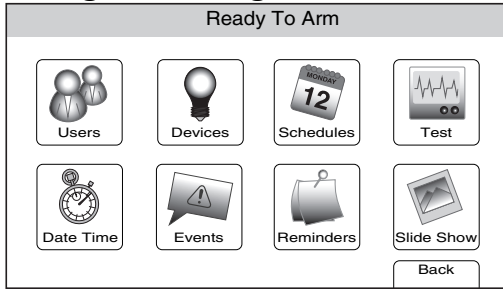 Ready To Arm
MONDAY
12
Users
Devices
Schedules
Test
Date Time
Events
Reminders
Slide Show
Back